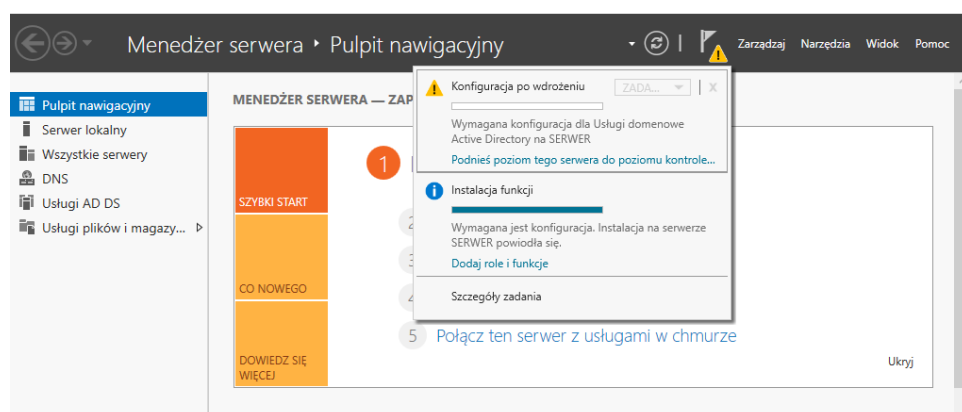 Menedżer serwera ‣ Pulpit nawigacyjny
Zarządzaj Narzędzia Widok Pomoc
Pulpit nawigacyjny
Serwer lokalny
Wszystkie serwery
DNS
Usługi AD DS
Usługi plików i magazy...
MENEDŻER SERWERA — ZAP
SZYBKI START
CO NOWEGO
DOWIEDZ SIĘ
WIĘCEJ
1
Konfiguracja po wdrożeniu ZADA... X
Wymagana konfiguracja dla Usługi domenowe
Active Directory na SERWER
Podnieś poziom tego serwera do poziomu kontrole...
Instalacja funkcji
Wymagana jest konfiguracja. Instalacja na serwerze
SERWER powiodła się.
Dodaj role i funkcje
Szczegóły zadania
5 Połącz ten serwer z usługami w chmurze
Ukryj